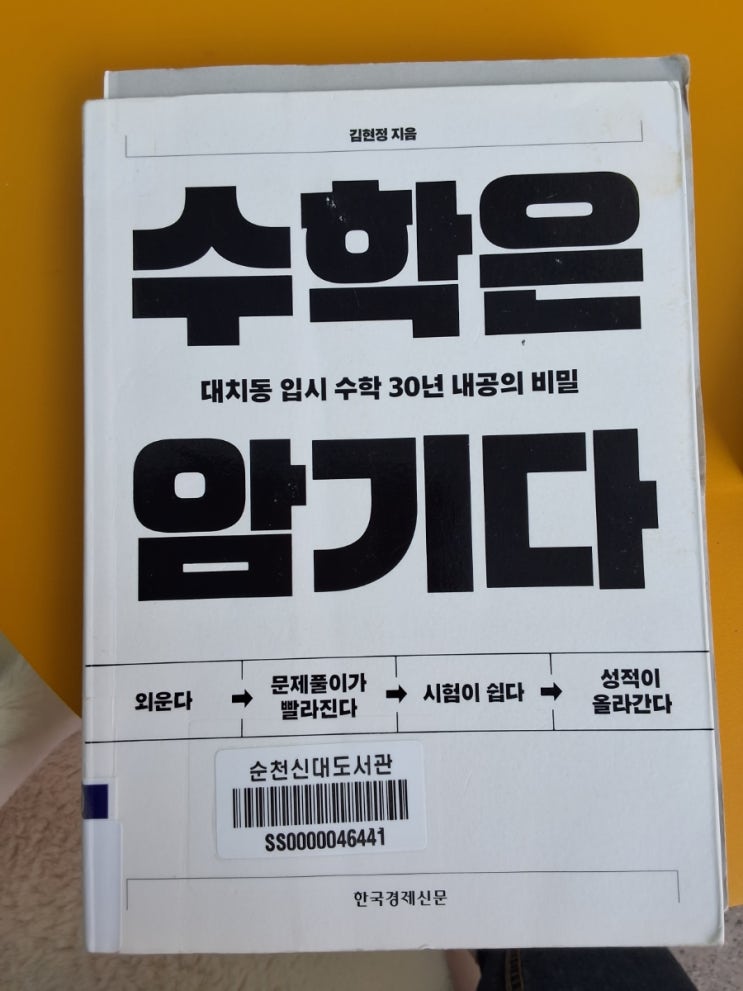 김현정 지음
수학은
대치동 입시 수학 30년 내공의 비밀
암기다
외운다 ➡ 문제풀이가 빨라진다 ➡ 시험이 쉽다 ➡ 성적이 올라간다
순천신대도서관
SS0000046441
한국경제신문